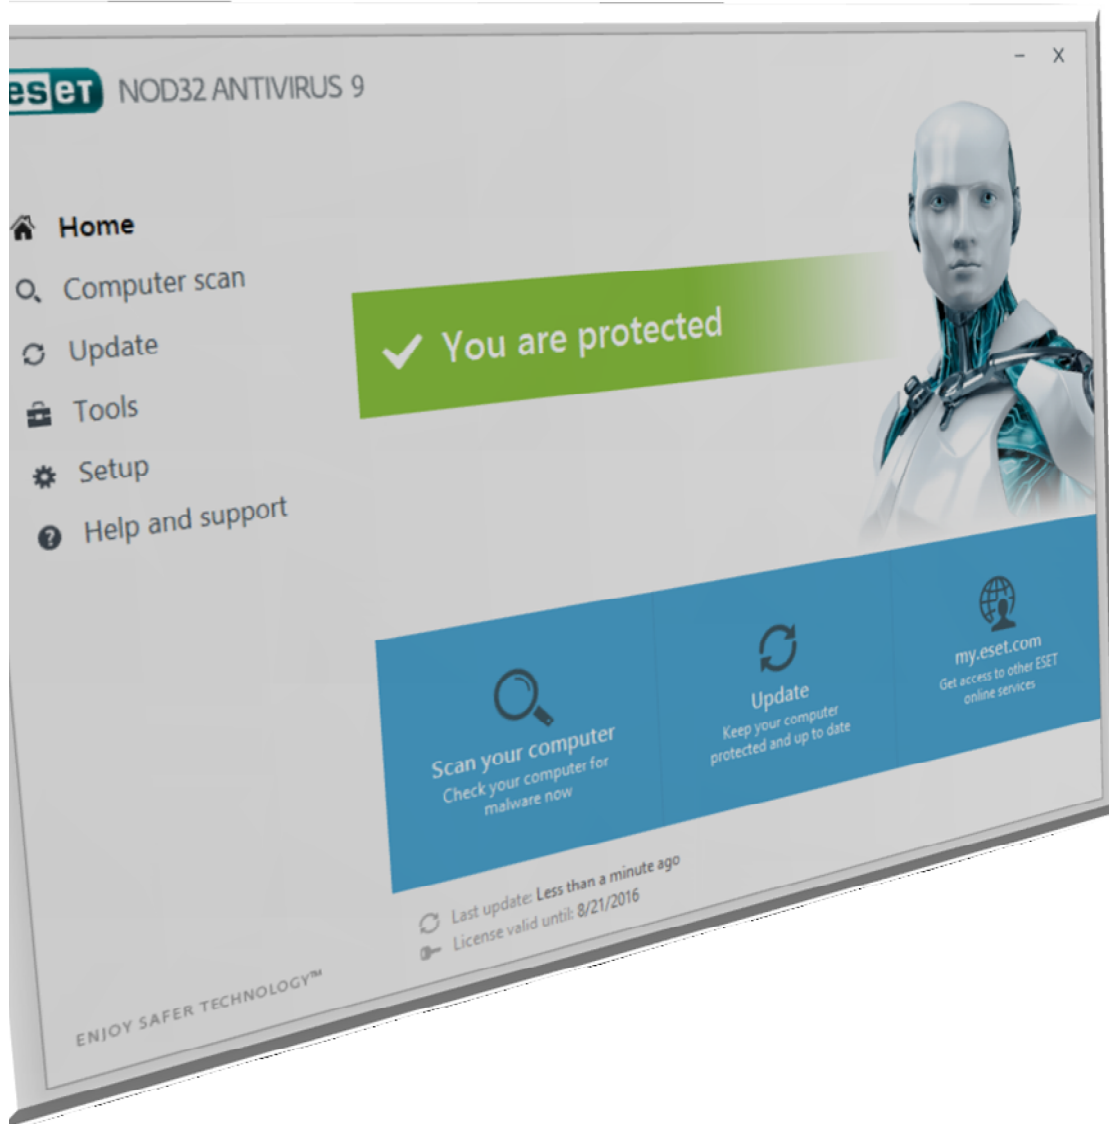 eset NOD32 ANTIVIRUS 9
– X
Home
Computer scan
Update
Tools
Setup
Help and support
You are protected
Scan your computer
Check your computer for
malware now
Update
Keep your computer
protected and up to date
my.eset.com
Get access to other ESET
online services
Last update: Less than a minute ago
License valid until: 8/21/2016
ENJOY SAFER TECHNOLOGY™